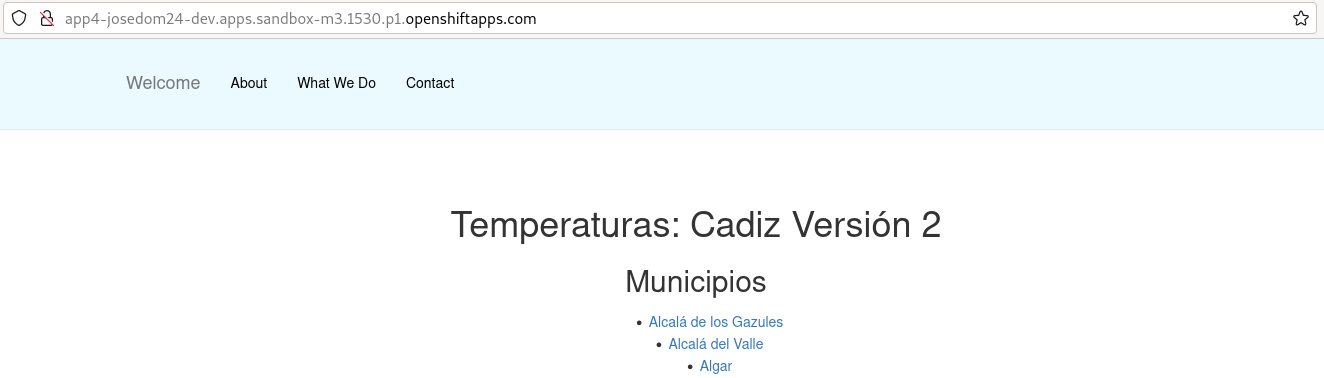 app4-josedom24-dev.apps.sandbox-m3.1530.p1.openshiftapps.com
Welcome About What We Do Contact
Temperaturas: Cadiz Versión 2
Municipios
• Alcalá de los Gazules
• Alcalá del Valle
• Algar